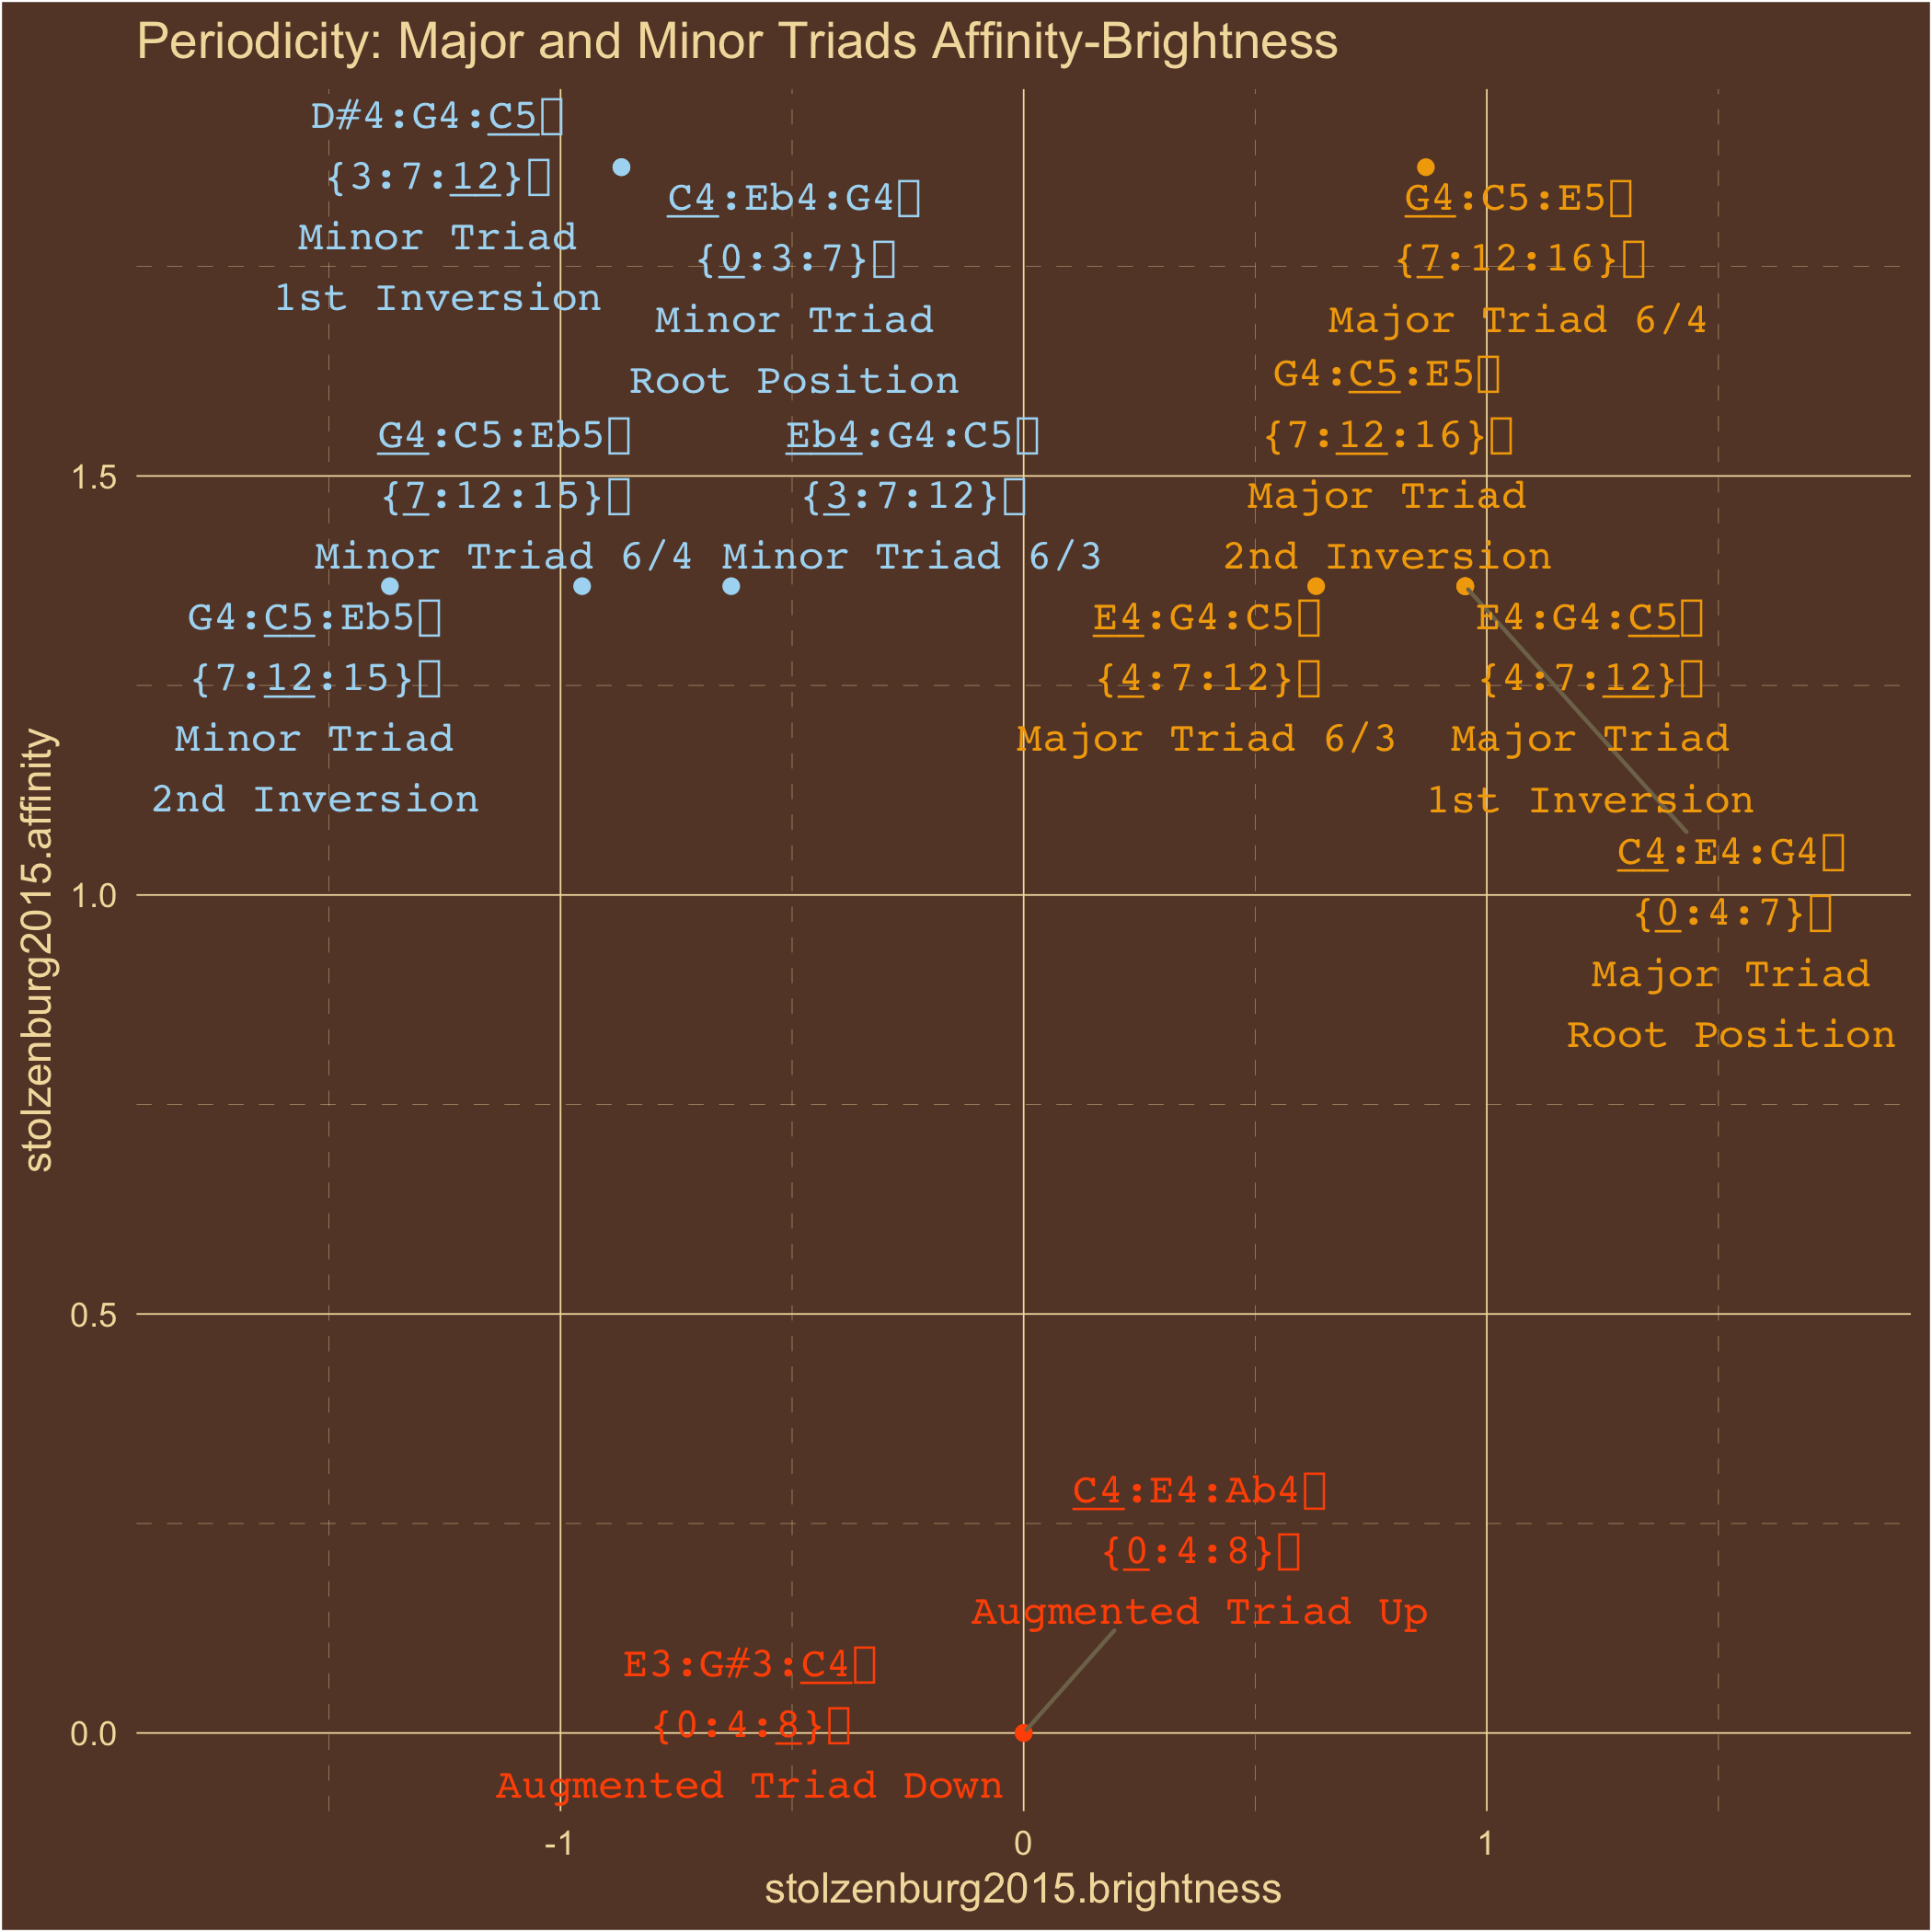 Periodicity: Major and Minor Triads Affinity-Brightness
D#4:G4:C5▯
{3:7:12}▯
Minor Triad
1st Inversion
C4:Eb4:G4▯
{0:3:7}▯
Minor Triad
Root Position
G4:C5:E5▯
{7:12:16}▯
Major Triad 6/4
G4:C5:E5▯
{7:12:16}▯
Major Triad
2nd Inversion
G4:C5:Eb5▯
{7:12:15}▯
Minor Triad 6/4
Eb4:G4:C5▯
{3:7:12}▯
Minor Triad 6/3
G4:C5:Eb5▯
{7:12:15}▯
Minor Triad
2nd Inversion
E4:G4:C5▯
{4:7:12}▯
Major Triad 6/3
E4:G4:C5▯
{4:7:12}▯
Major Triad
1st Inversion
C4:E4:G4▯
{0:4:7}▯
Major Triad
Root Position
C4:E4:Ab4▯
{0:4:8}▯
Augmented Triad Up
E3:G#3:C4▯
{0:4:8}▯
Augmented Triad Down
1.5
1.0
0.5
0.0
-1
0
1
stolzenburg2015.affinity
stolzenburg2015.brightness